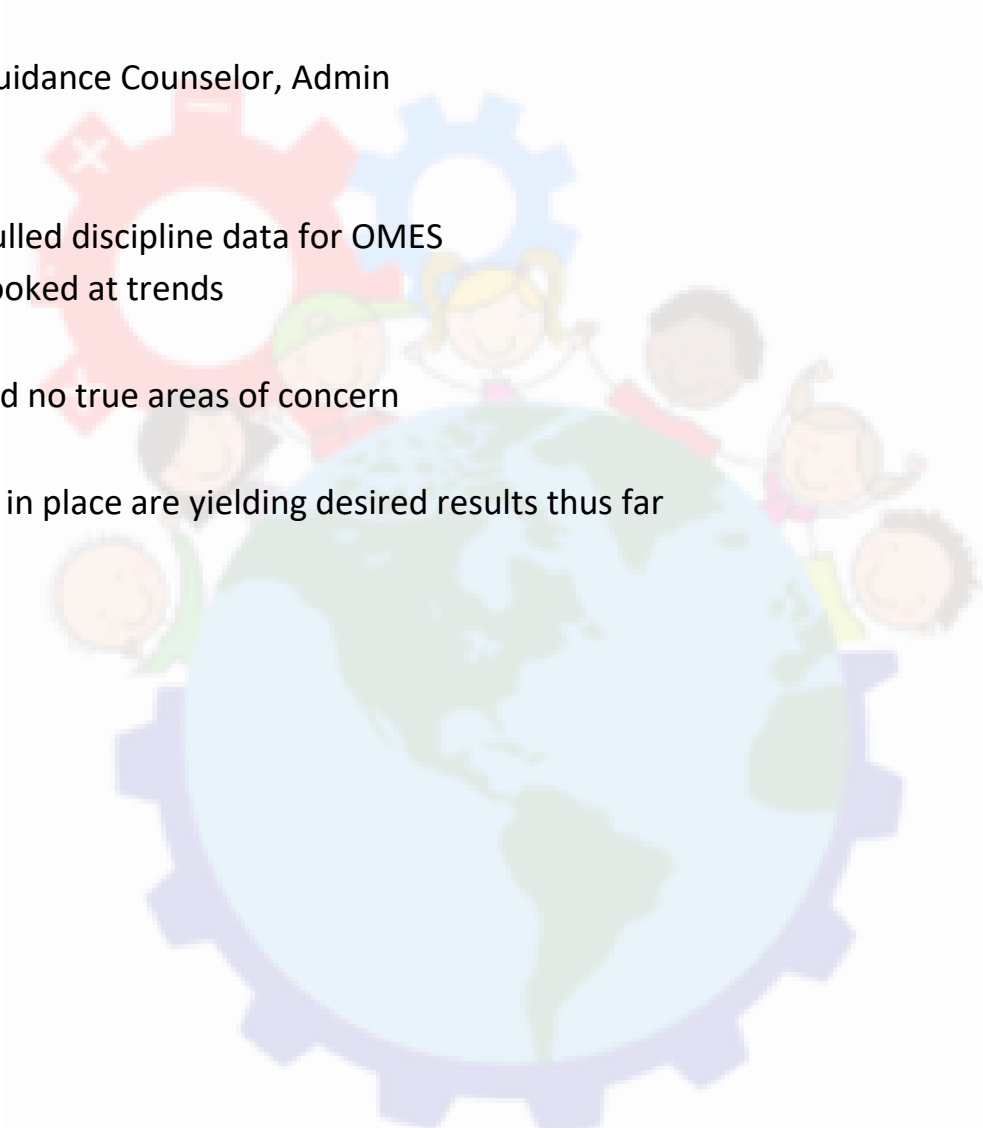 uidance Counselor, Admin
ulled discipline data for OMES
ooked at trends
d no true areas of concern
in place are yielding desired results thus far